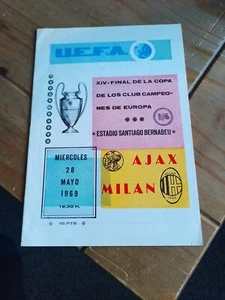 U.E.F.A.
XIV-FINAL DE LA COPA
DE LOS CLUB CAMPEO-
NES DE EUROPA
« ESTADIO SANTIAGO BERNABEU »
MIERCOLES
28
MAYO
1969
AJAX
MILAN